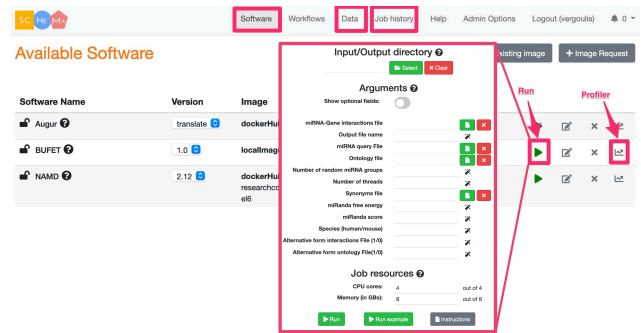 SC HE MA
Software Workflows Data Job history Help Admin Options Logout (vergoulis) 0
Available Software
existing image + Image Request
Input/Output directory
Select Clear
Arguments
Show optional fields:
Run
Profiler
Software Name Version Image
Augur translate dockerHu
BUFET 1.0 localImag
NAMD 2.12 dockerHu
researchcc
el6
miRNA-Gene interactions file
Output file name
miRNA query File
Ontology file
Number of random miRNA groups
Number of threads
Synonyms file
miRanda free energy
miRanda score
Species (human/mouse)
Alternative form interactions File (1/0)
Alternative form ontology File(1/0)
Job resources
CPU cores: 4 out of 4
Memory (in GBs): 8 out of 8
Run Run example Instructions